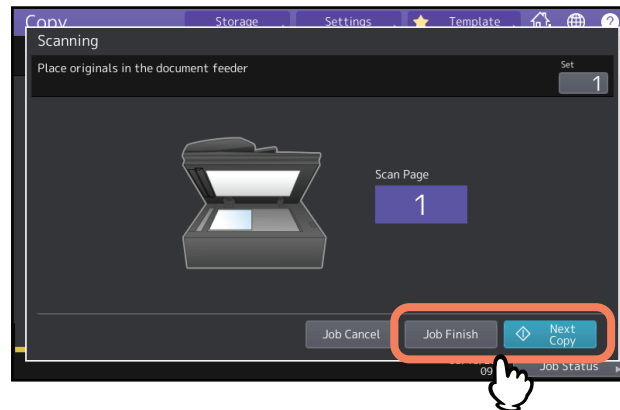 Copy Storage Settings Template ?
Scanning
Place originals in the document feeder
Set
1
Scan Page
1
Job Cancel Job Finish Next
Copy
09 Job Status